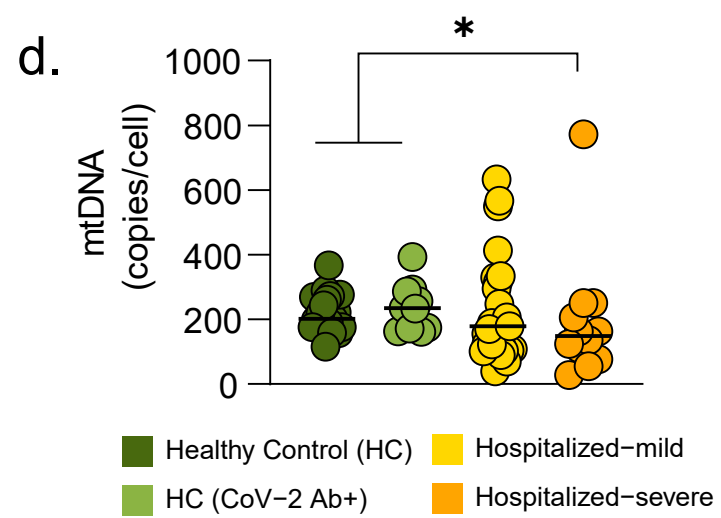 d.
*
mtDNA
(copies/cell)
1000
800
600
400
200
0
Healthy Control (HC)
Hospitalized−mild
HC (CoV−2 Ab+)
Hospitalized−severe